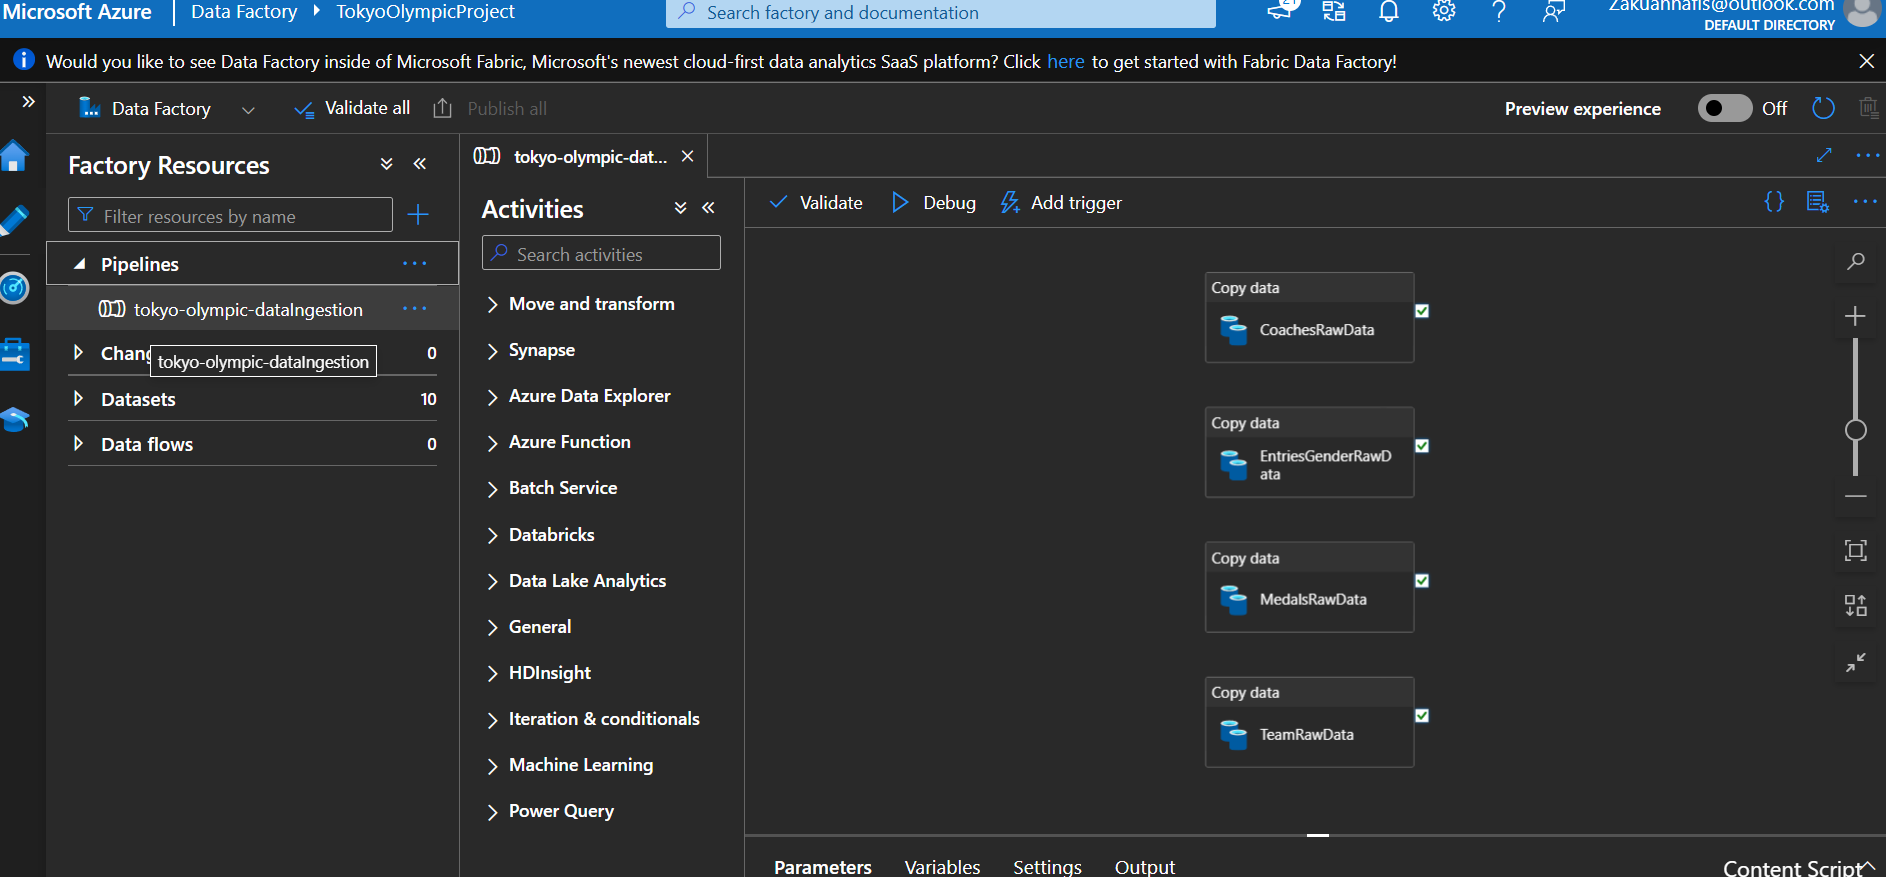 Microsoft Azure
Data Factory
TokyoOlympicProject
Search factory and documentation
21
Zakuanhafis@outlook.com
DEFAULT DIRECTORY
Would you like to see Data Factory inside of Microsoft Fabric, Microsoft's newest cloud-first data analytics SaaS platform? Click here to get started with Fabric Data Factory!
Data Factory
Validate all
Publish all
Preview experience
Off
Factory Resources
Filter resources by name
Pipelines
tokyo-olympic-dataIngestion
Chang
0
tokyo-olympic-dataIngestion
Datasets
10
Data flows
0
tokyo-olympic-dat...
Activities
Search activities
Move and transform
Synapse
Azure Data Explorer
Azure Function
Batch Service
Databricks
Data Lake Analytics
General
HDInsight
Iteration & conditionals
Machine Learning
Power Query
Validate
Debug
Add trigger
Copy data
CoachesRawData
Copy data
EntriesGenderRawD
ata
Copy data
MedalsRawData
Copy data
TeamRawData
Parameters
Variables
Settings
Output
Content Script